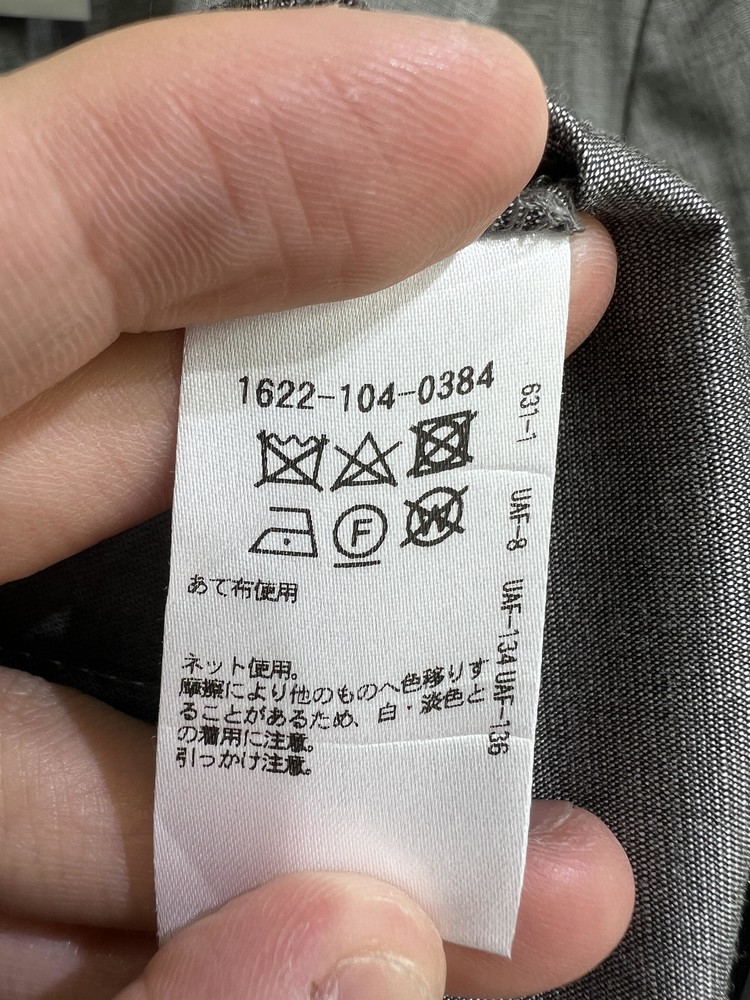 1622-104-0384
F
W
あて布使用
ネット使用。
摩擦により他のものへ色移りす
ることがあるため、白・淡色と
の着用に注意。
引っかけ注意。
631-1 UAF-8 UAF-134 UAF-136